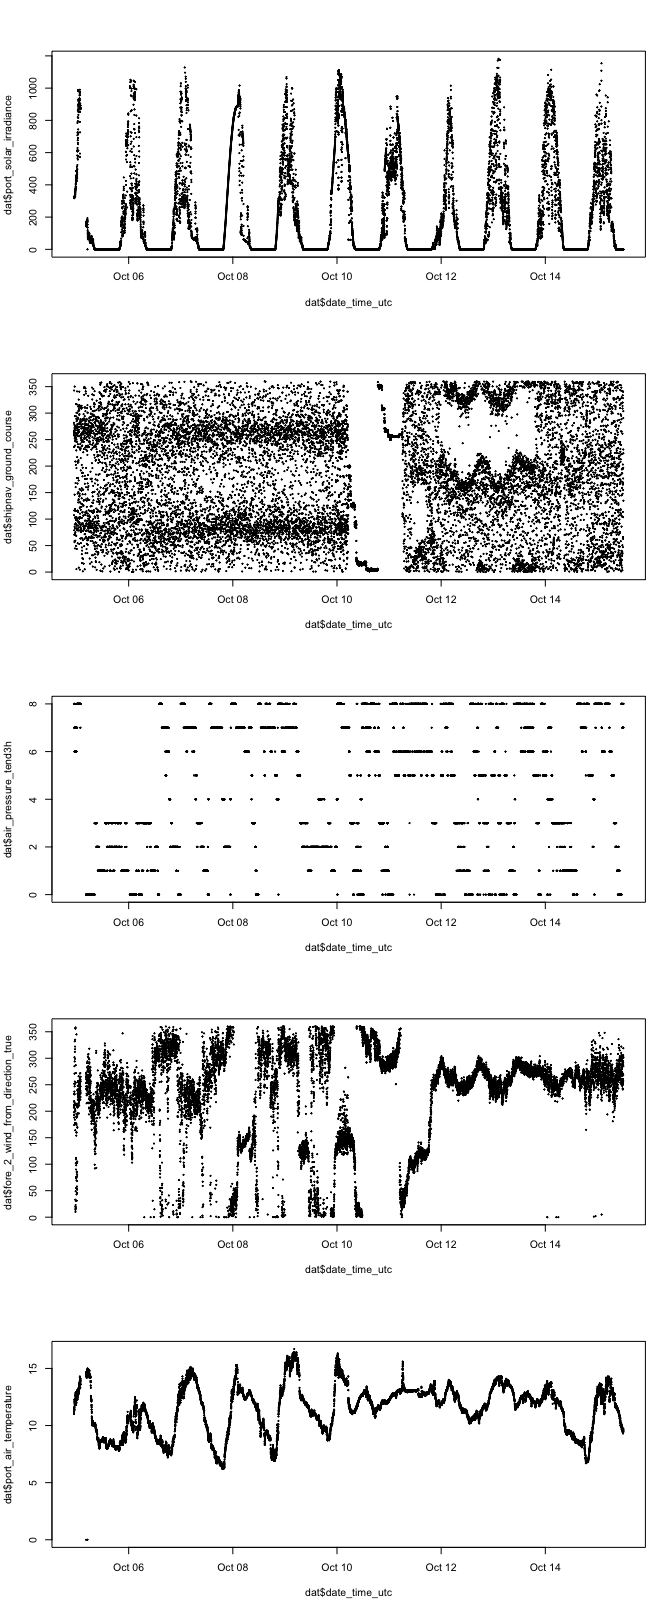 dat$port_solar_irradiance
0 200 400 600 800 1000
Oct 06 Oct 08 Oct 10 Oct 12 Oct 14
dat$date_time_utc
dat$shipnav_ground_course
0 50 100 150 200 250 300 350
Oct 06 Oct 08 Oct 10 Oct 12 Oct 14
dat$date_time_utc
dat$air_pressure_tend3h
0 2 4 6 8
Oct 06 Oct 08 Oct 10 Oct 12 Oct 14
dat$date_time_utc
dat$fore_2_wind_from_direction_true
0 50 100 150 200 250 300 350
Oct 06 Oct 08 Oct 10 Oct 12 Oct 14
dat$date_time_utc
dat$port_air_temperature
0 5 10 15
Oct 06 Oct 08 Oct 10 Oct 12 Oct 14
dat$date_time_utc